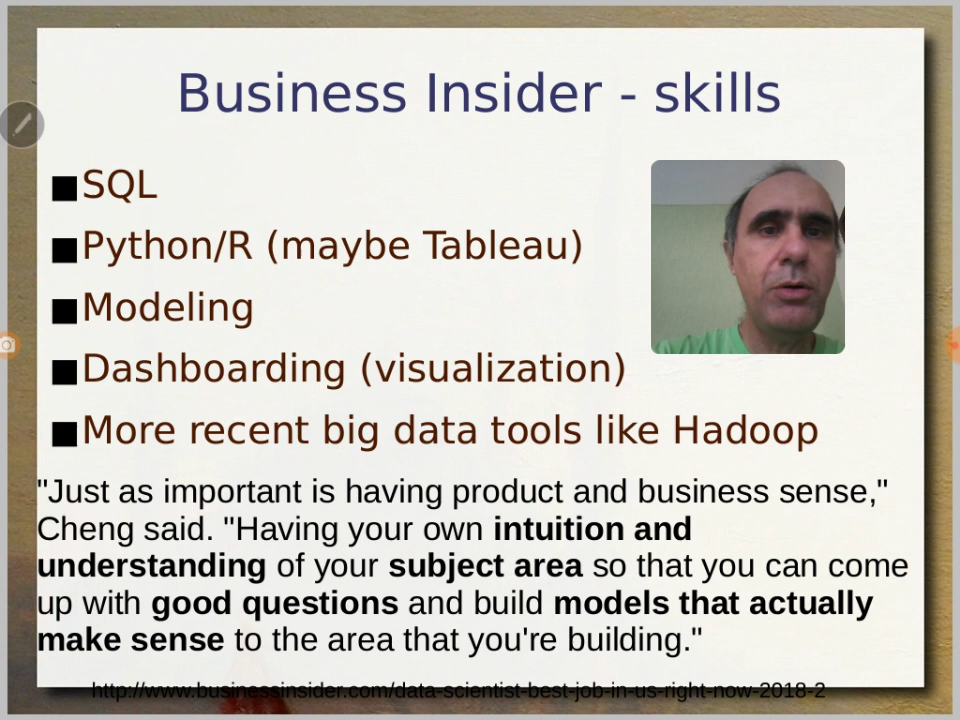 Business Insider - skills
■SQL
■Python/R (maybe Tableau)
■Modeling
■Dashboarding (visualization)
■More recent big data tools like Hadoop
"Just as important is having product and business sense,"
Cheng said. "Having your own intuition and
understanding of your subject area so that you can come
up with good questions and build models that actually
make sense to the area that you're building."
http://www.businessinsider.com/data-scientist-best-job-in-us-right-now-2018-2